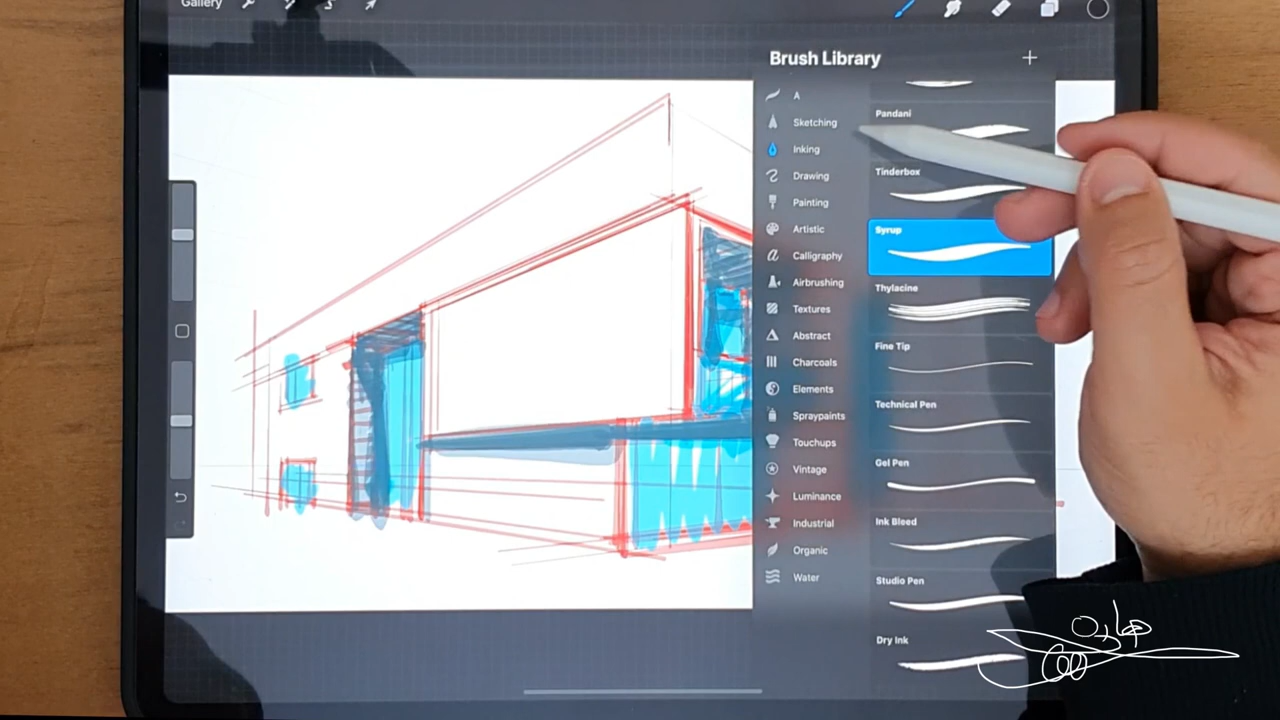 Gallery
Brush Library
A
Sketching
Inking
Drawing
Painting
Artistic
Calligraphy
Airbrushing
Textures
Abstract
Charcoals
Elements
Spraypaints
Touchups
Vintage
Luminance
Industrial
Organic
Water
Pandani
Tinderbox
Syrup
Thylacine
Fine Tip
Technical Pen
Gel Pen
Ink Bleed
Studio Pen
Dry Ink